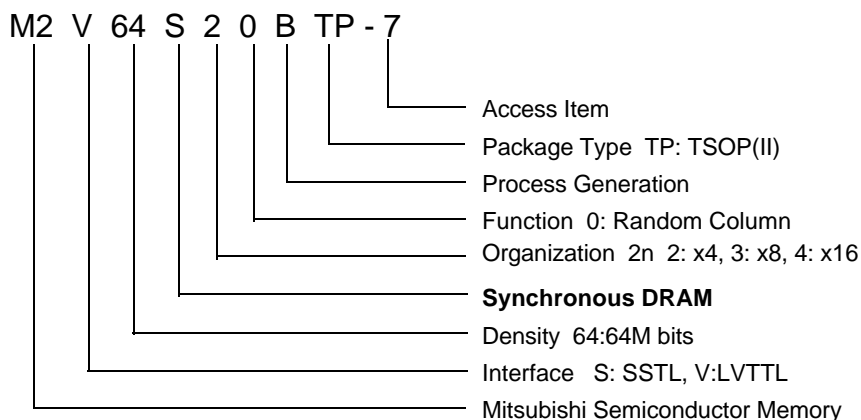 M2 V 64 S 2 0 B TP - 7
Access Item
Package Type TP: TSOP(II)
Process Generation
Function 0: Random Column
Organization 2n 2: x4, 3: x8, 4: x16
Synchronous DRAM
Density 64:64M bits
Interface S: SSTL, V:LVTTL
Mitsubishi Semiconductor Memory